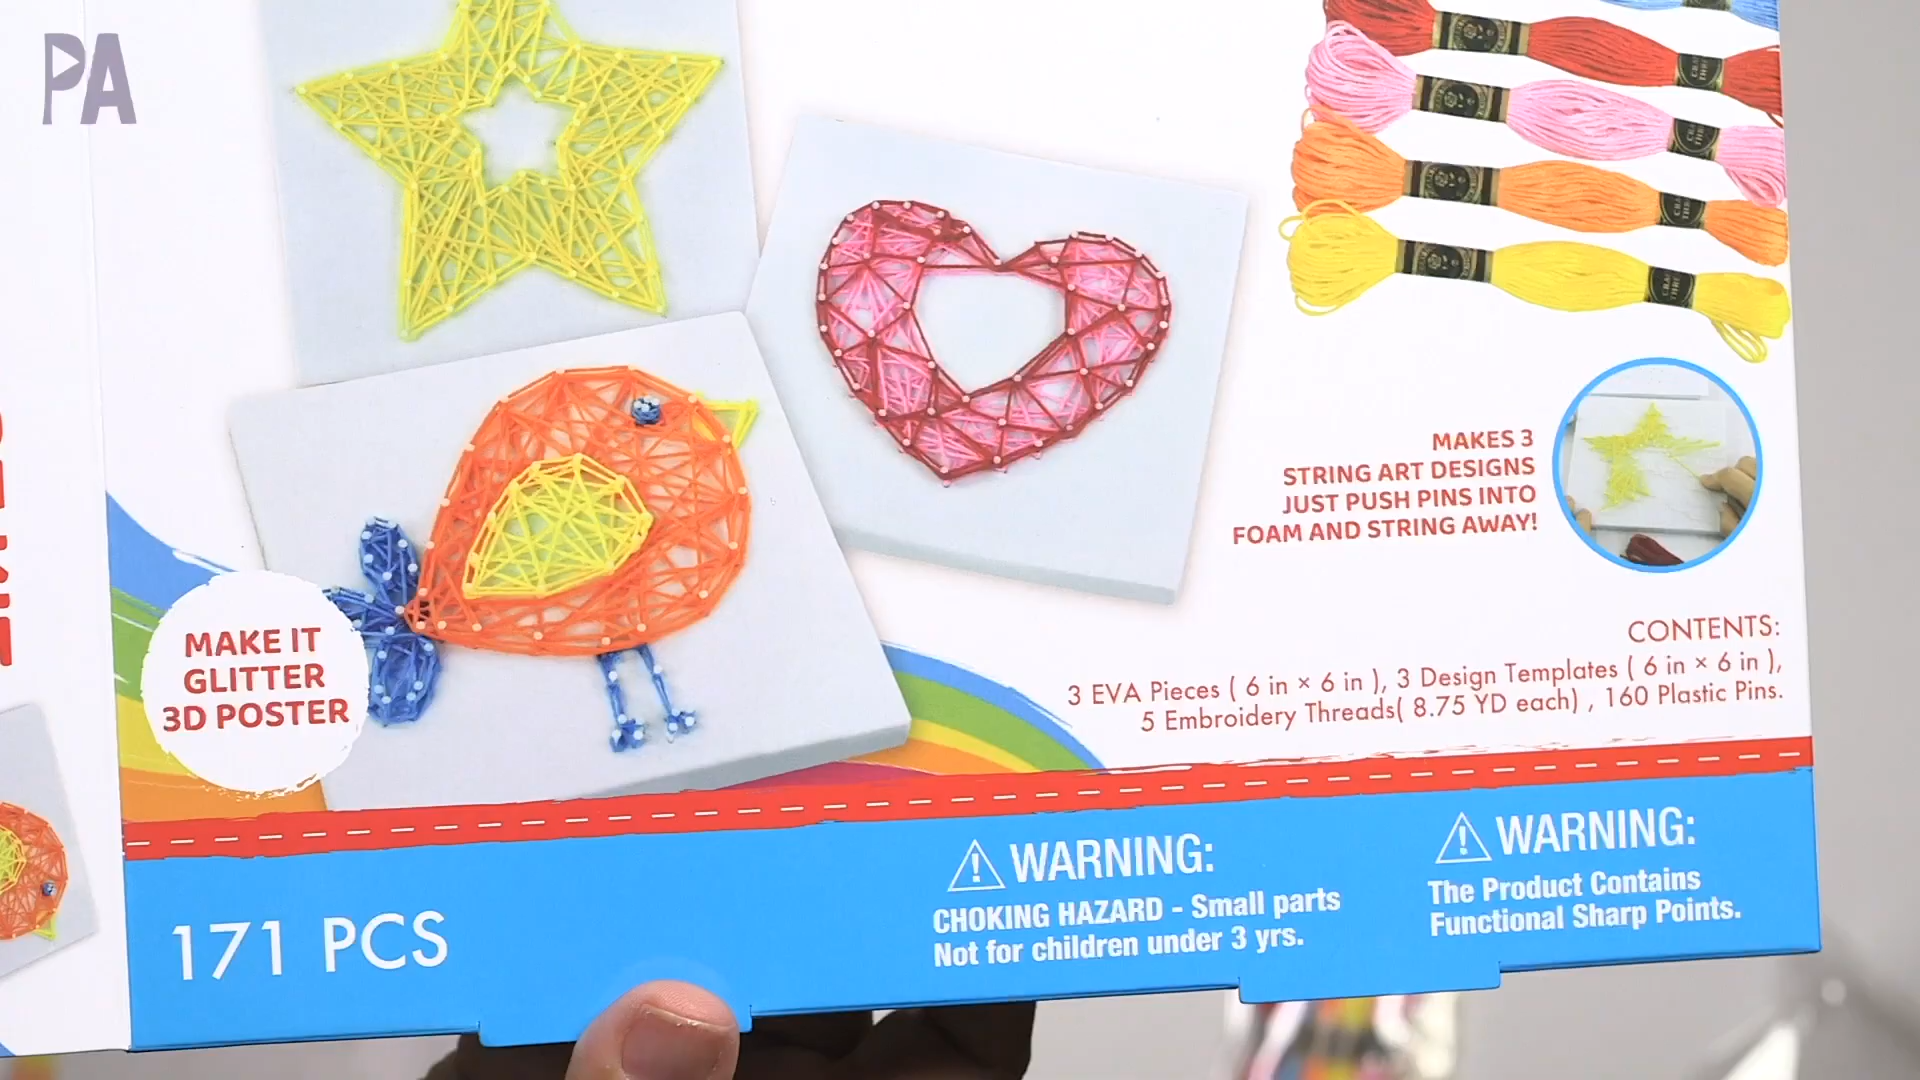 PA
MAKES 3
STRING ART DESIGNS
JUST PUSH PINS INTO
FOAM AND STRING AWAY!
MAKE IT
GLITTER
3D POSTER
CONTENTS:
3 EVA Pieces ( 6 in × 6 in ), 3 Design Templates ( 6 in × 6 in ),
5 Embroidery Threads( 8.75 YD each) , 160 Plastic Pins.
171 PCS
WARNING:
CHOKING HAZARD - Small parts
Not for children under 3 yrs.
WARNING:
The Product Contains
Functional Sharp Points.